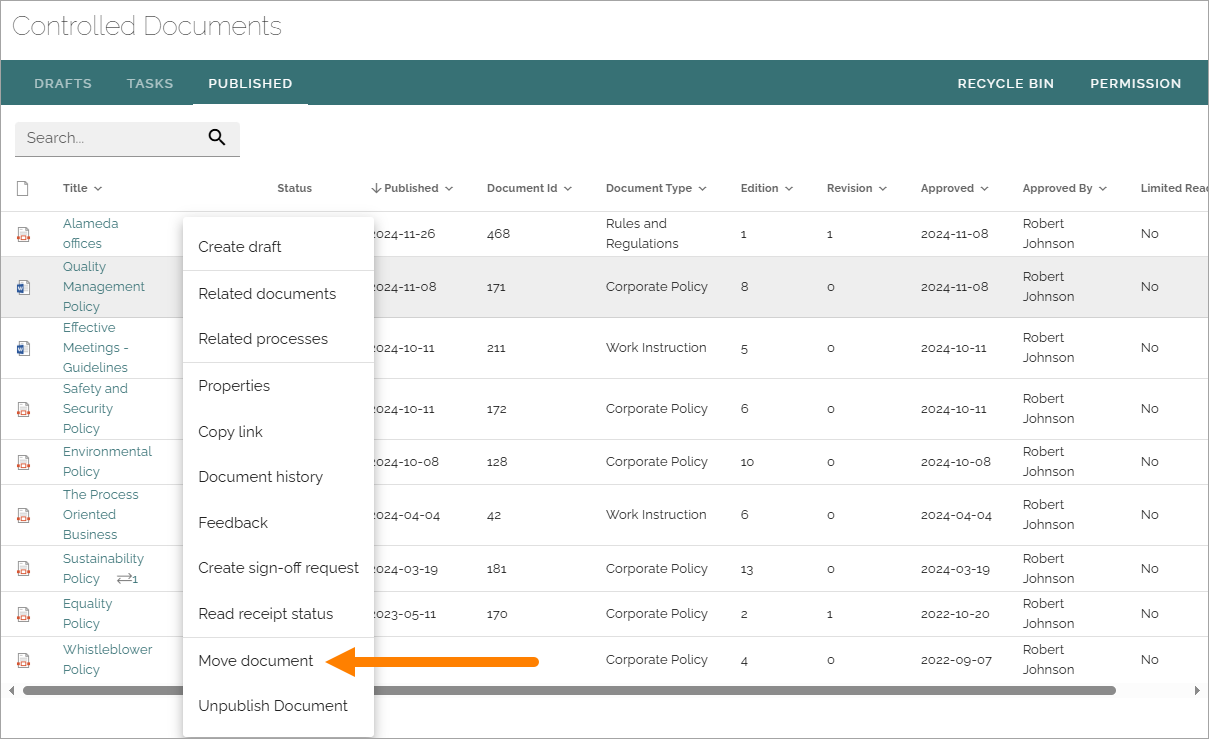 Controlled Documents
DRAFTS TASKS PUBLISHED RECYCLE BIN PERMISSION
Search...
Title Status Published Document Id Document Type Edition Revision Approved Approved By Limited
Alameda offices 2024-11-26 468 Rules and Regulations 1 1 2024-11-08 Robert Johnson No
Quality Management Policy 2024-11-08 171 Corporate Policy 8 0 2024-11-08 Robert Johnson No
Effective Meetings - Guidelines 2024-10-11 211 Work Instruction 5 0 2024-10-11 Robert Johnson No
Safety and Security Policy 2024-10-11 172 Corporate Policy 6 0 2024-10-11 Robert Johnson No
Environmental Policy 2024-10-08 128 Corporate Policy 10 0 2024-10-08 Robert Johnson No
The Process Oriented Business 2024-04-04 42 Work Instruction 6 0 2024-04-04 Robert Johnson No
Sustainability Policy 1 2024-03-19 181 Corporate Policy 13 0 2024-03-19 Robert Johnson No
Equality Policy 2023-05-11 170 Corporate Policy 2 1 2022-10-20 Robert Johnson No
Whistleblower Policy Corporate Policy 4 0 2022-09-07 Robert Johnson No
Create draft
Related documents
Related processes
Properties
Copy link
Document history
Feedback
Create sign-off request
Read receipt status
Move document
Unpublish Document